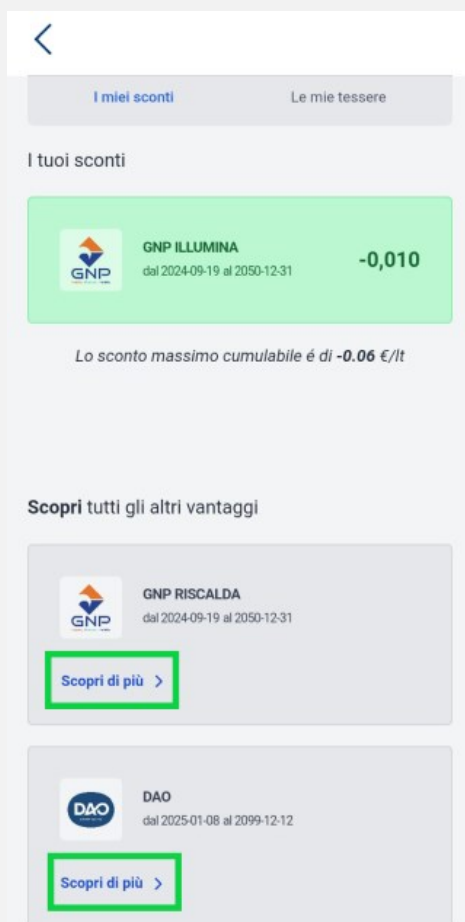 I miei sconti
Le mie tessere
I tuoi sconti
GNP
GNP ILLUMINA
dal 2024-09-19 al 2050-12-31
-0,010
Lo sconto massimo cumulabile é di -0.06 €/lt
Scopri tutti gli altri vantaggi
GNP
GNP RISCALDA
dal 2024-09-19 al 2050-12-31
Scopri di più >
DAO
DAO
dal 2025-01-08 al 2099-12-12
Scopri di più >